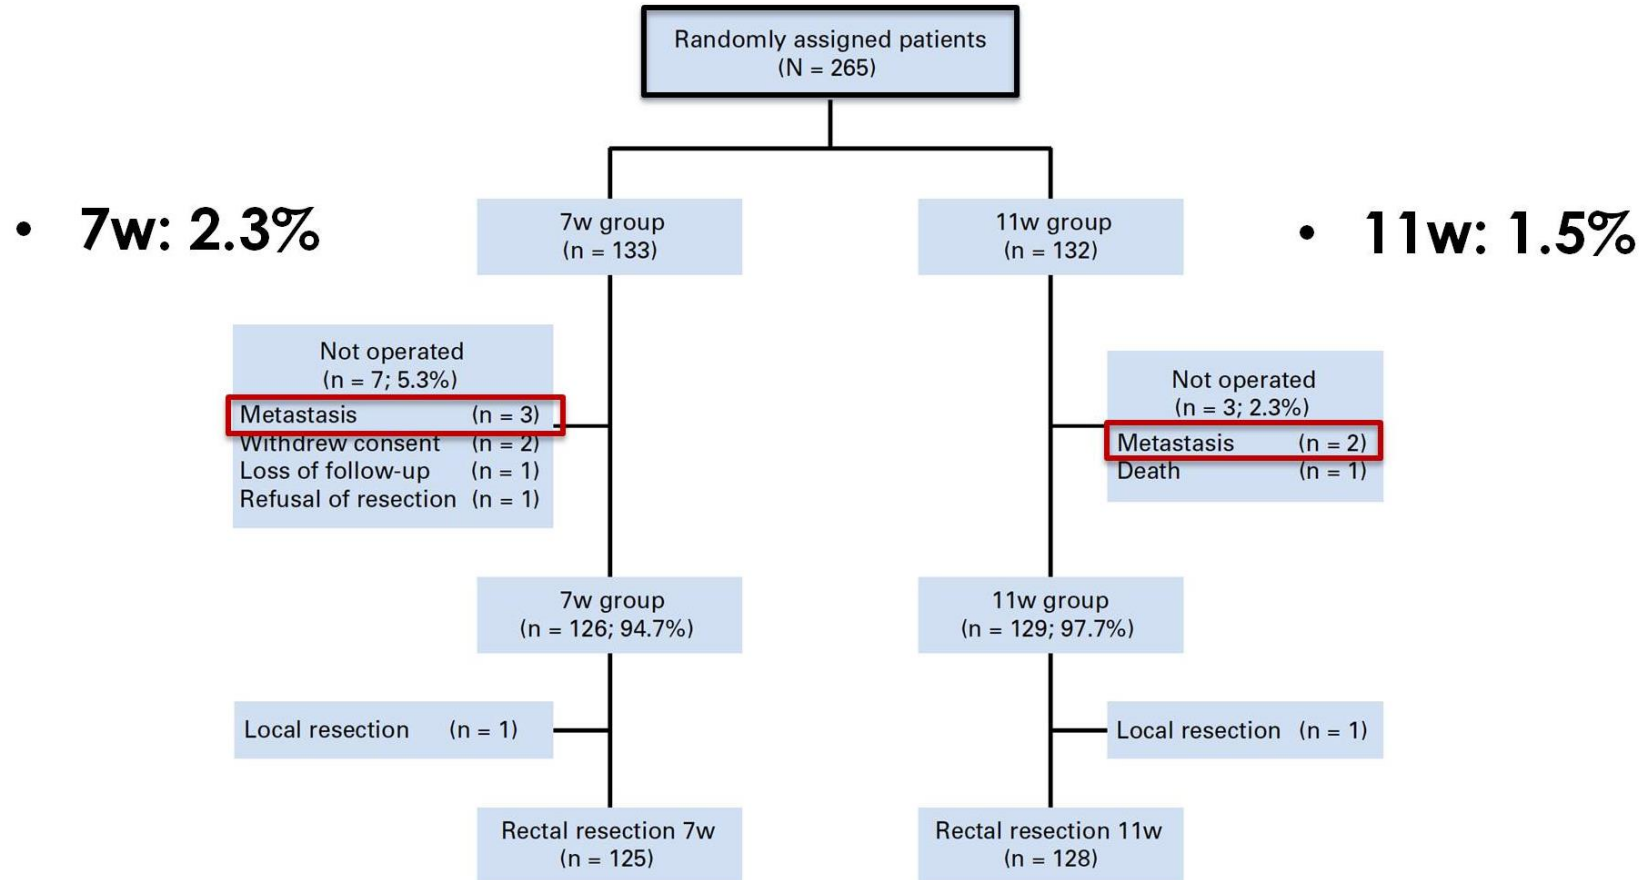 Randomly assigned patients
(N = 265)
• 7w: 2.3%
7w group
(n = 133)
11w group
(n = 132)
• 11w: 1.5%
Not operated
(n = 7; 5.3%)
Metastasis (n = 3)
Withdrew consent (n = 2)
Loss of follow-up (n = 1)
Refusal of resection (n = 1)
Not operated
(n = 3; 2.3%)
Metastasis (n = 2)
Death (n = 1)
7w group
(n = 126; 94.7%)
11w group
(n = 129; 97.7%)
Local resection (n = 1)
Local resection (n = 1)
Rectal resection 7w
(n = 125)
Rectal resection 11w
(n = 128)